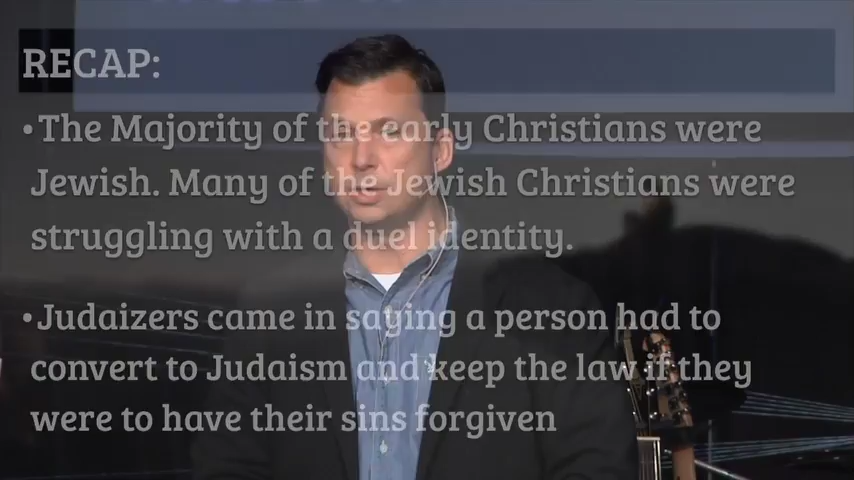 RECAP:
•The Majority of the early Christians were
Jewish. Many of the Jewish Christians were
struggling with a duel identity.
•Judaizers came in saying a person had to
convert to Judaism and keep the law if they
were to have their sins forgiven